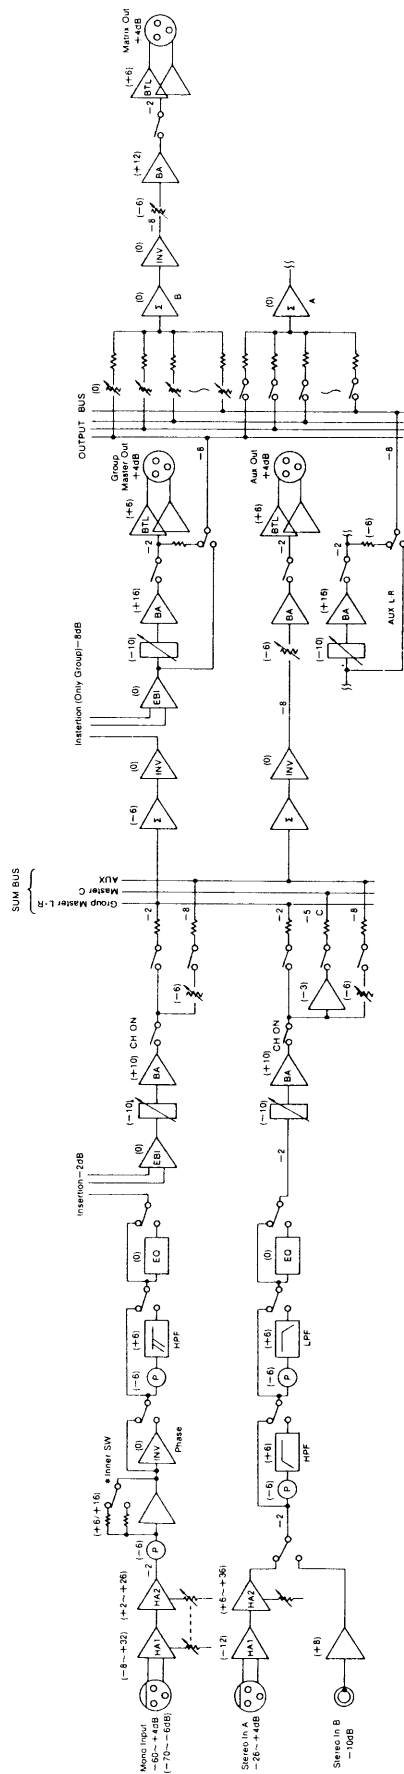 Mono Input
−60~+4dB
(−70~−6dB)
(−8~+32)
HA1
(+2~+26)
HA2
−2
(−6)
P
(+6/+16)
* Inner SW
(0)
INV
Phase
(−6)
P
(+6)
HPF
(0)
EQ
Insertion−2dB
(0)
EBI
(−10)
(+10)
BA
CH ON
(−6)
−2
−8
SUM BUS
Group Master L·R
Master C
AUX
(−6)
Σ
(0)
INV
Instertion (Only Group)−8dB
(0)
EBI
(−10)
(+16)
BA
−2
(+6)
BTL
Group
Master Out
+4dB
−8
OUTPUT BUS
(0)
(0)
Σ
B
(0)
INV
−8
(−6)
(+12)
BA
−2
(+6)
BTL
Matrix Out
+4dB
Stereo In A
−26~+4dB
(−12)
HA1
(+6~+36)
HA2
Stereo In B
−10dB
(+8)
−2
(−6)
P
(+6)
HPF
(−6)
P
(+6)
LPF
(0)
EQ
−2
(−10)
(+10)
BA
CH ON
(−3)
(−6)
−2
−5
C
−8
Σ
(0)
INV
−8
(−6)
BA
−2
(+6)
BTL
Aux Out
+4dB
(−10)
(+16)
BA
−2
(−6)
AUX L·R
−8
(0)
Σ
A